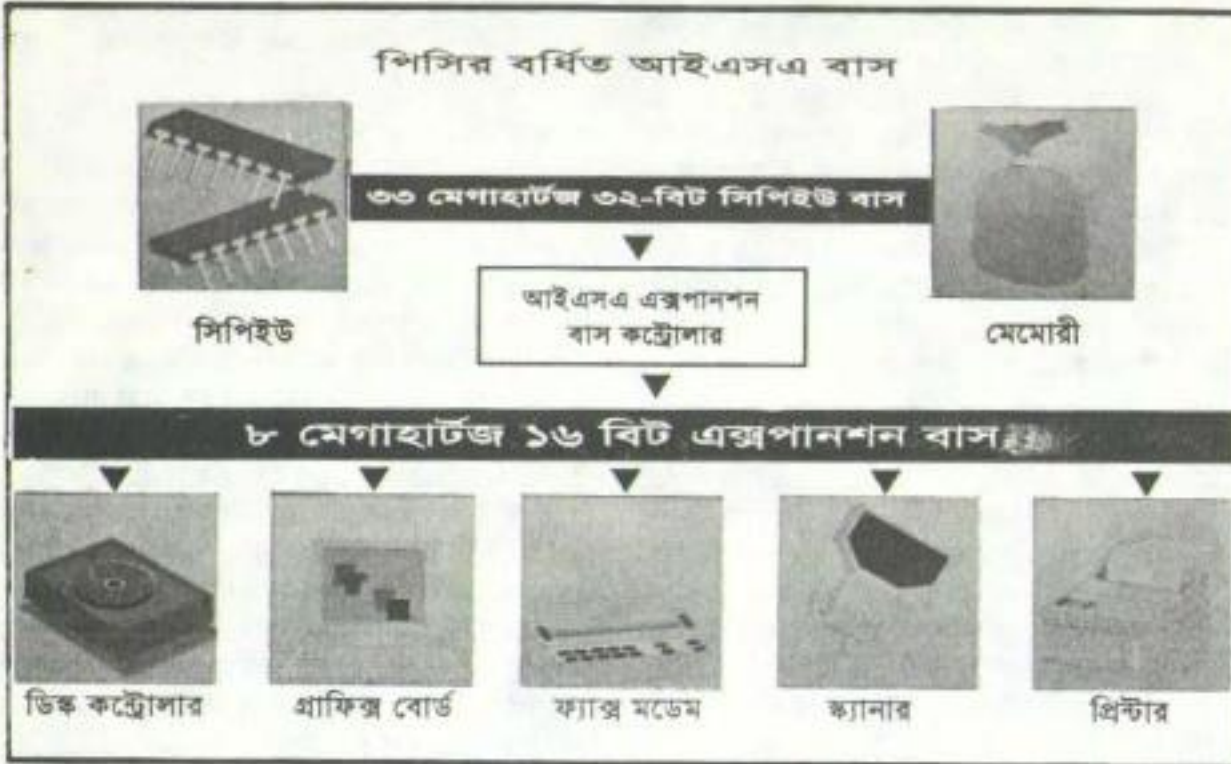 পিসির বর্ধিত আইএসএ বাস
৩৩ মেগাহার্টজ ৩২-বিট সিপিইউ বাস
আইএসএ এক্সপানশন
বাস কন্ট্রোলার
সিপিইউ
মেমোরী
৮ মেগাহার্টজ ১৬ বিট এক্সপানশন বাস
ডিস্ক কন্ট্রোলার
গ্রাফিক্স বোর্ড
ফ্যাক্স মডেম
স্ক্যানার
প্রিন্টার